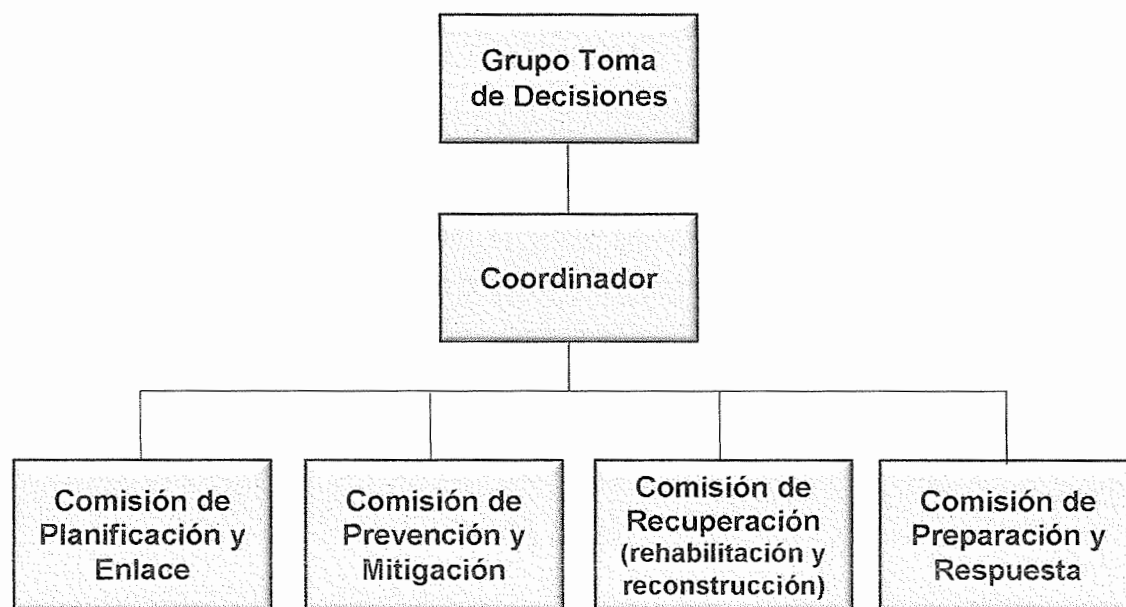 Grupo Toma
de Decisiones
Coordinador
Comisión de
Planificación y
Enlace
Comisión de
Prevención y
Mitigación
Comisión de
Recuperación
(rehabilitación y
reconstrucción)
Comisión de
Preparación y
Respuesta